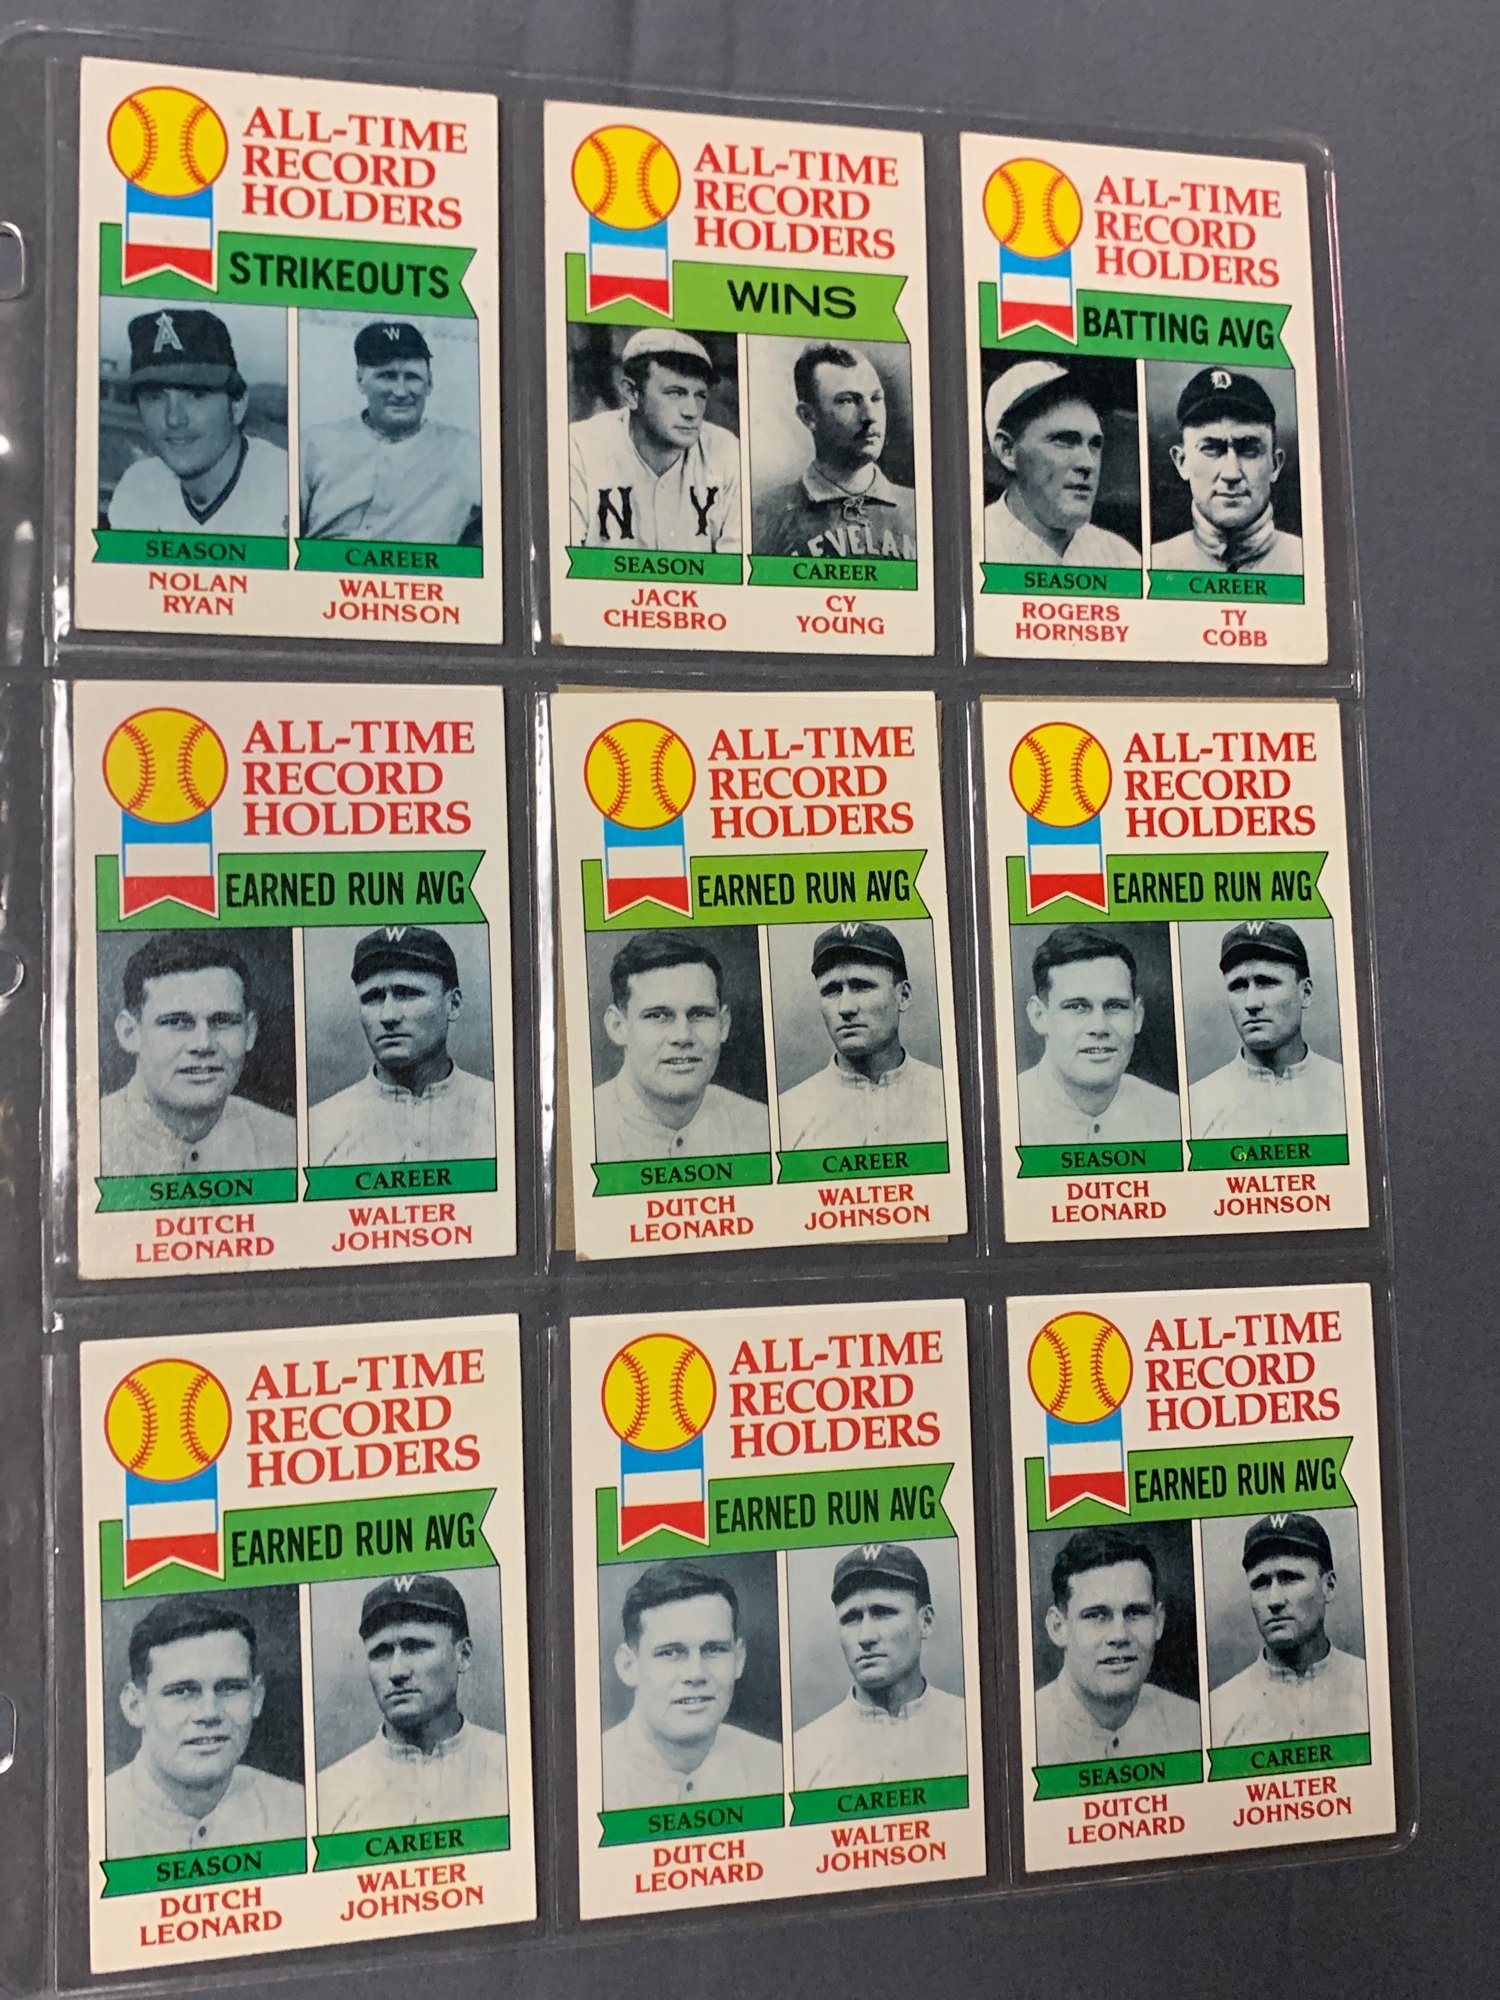 ALL-TIME
RECORD
HOLDERS
STRIKEOUTS
A
W
SEASON
CAREER
NOLAN
RYAN
WALTER
JOHNSON
ALL-TIME
RECORD
HOLDERS
WINS
N Y
EVELAN
SEASON
CAREER
JACK
CHESBRO
CY
YOUNG
ALL-TIME
RECORD
HOLDERS
BATTING AVG
D
SEASON
CAREER
ROGERS
HORNSBY
TY
COBB
ALL-TIME
RECORD
HOLDERS
EARNED RUN AVG
W
SEASON
CAREER
DUTCH
LEONARD
WALTER
JOHNSON
ALL-TIME
RECORD
HOLDERS
EARNED RUN AVG
W
SEASON
CAREER
DUTCH
LEONARD
WALTER
JOHNSON
ALL-TIME
RECORD
HOLDERS
EARNED RUN AVG
W
SEASON
CAREER
DUTCH
LEONARD
WALTER
JOHNSON
ALL-TIME
RECORD
HOLDERS
EARNED RUN AVG
W
SEASON
CAREER
DUTCH
LEONARD
WALTER
JOHNSON
ALL-TIME
RECORD
HOLDERS
EARNED RUN AVG
W
SEASON
CAREER
DUTCH
LEONARD
WALTER
JOHNSON
ALL-TIME
RECORD
HOLDERS
EARNED RUN AVG
W
SEASON
CAREER
DUTCH
LEONARD
WALTER
JOHNSON